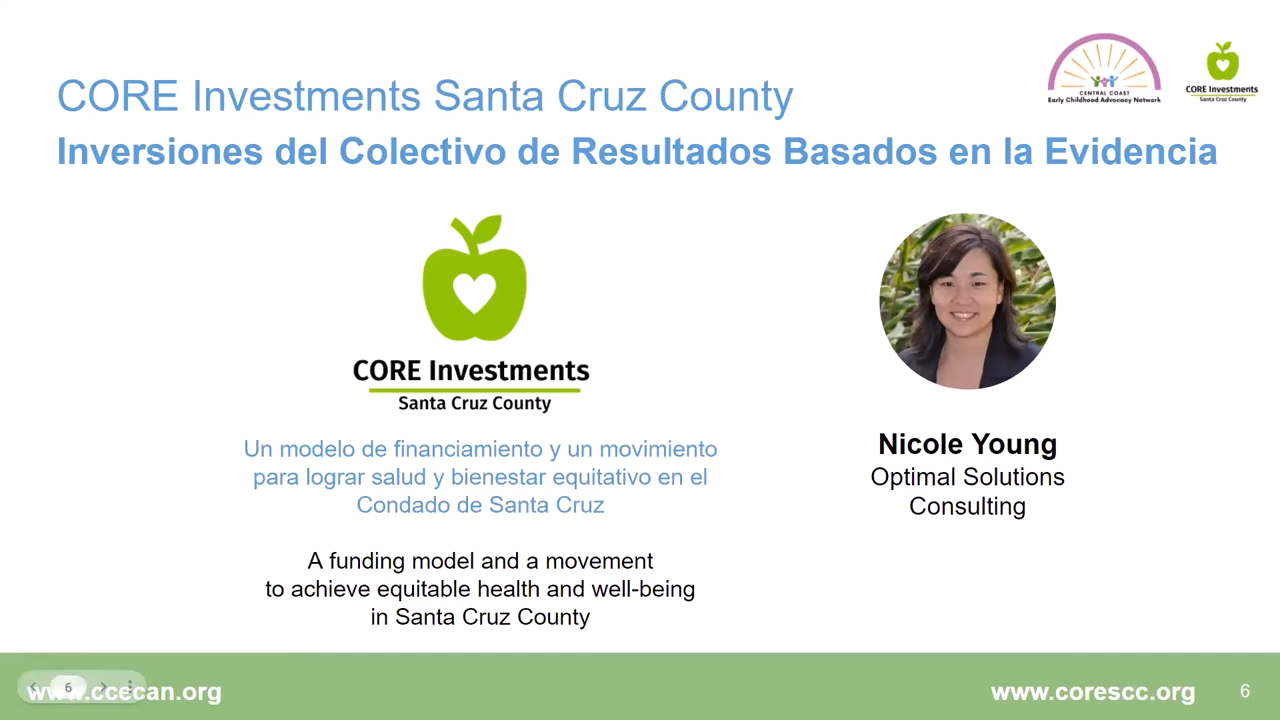 CORE Investments Santa Cruz County
Inversiones del Colectivo de Resultados Basados en la Evidencia
CENTRAL COAST
Early Childhood Advocacy Network
CORE Investments
Santa Cruz County
CORE Investments
Santa Cruz County
Un modelo de financiamiento y un movimiento
para lograr salud y bienestar equitativo en el
Condado de Santa Cruz
A funding model and a movement
to achieve equitable health and well-being
in Santa Cruz County
Nicole Young
Optimal Solutions
Consulting
www.ccecan.org
6
www.corescc.org
6